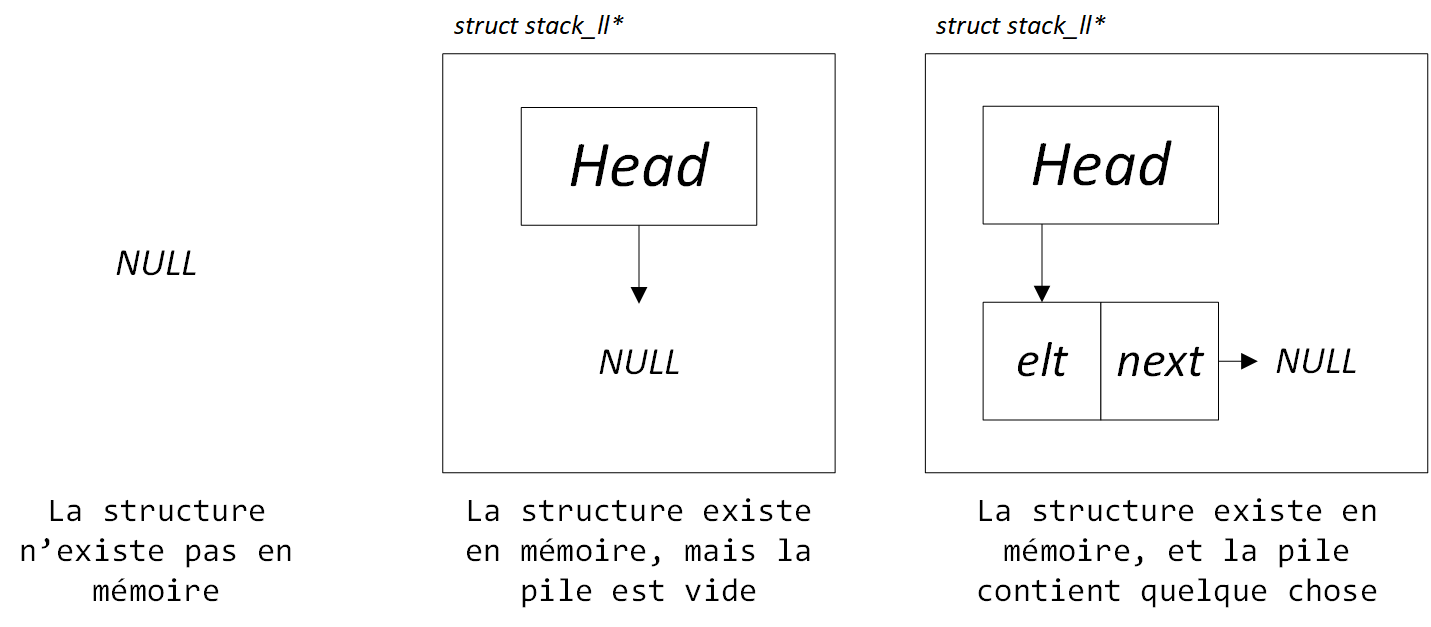 NULL
La structure
n’existe pas en
mémoire
struct stack_ll*
Head
NULL
La structure existe
en mémoire, mais la
pile est vide
struct stack_ll*
Head
elt next NULL
La structure existe en
mémoire, et la pile
contient quelque chose